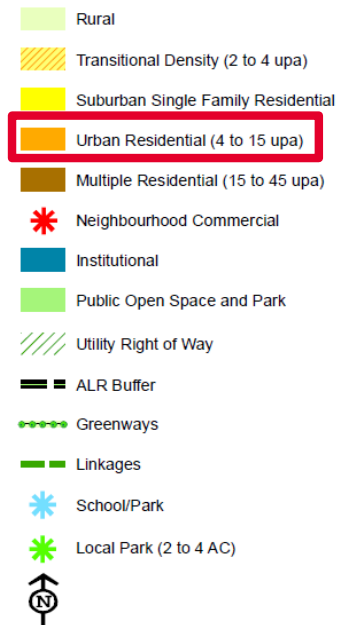 Rural
Transitional Density (2 to 4 upa)
Suburban Single Family Residential
Urban Residential (4 to 15 upa)
Multiple Residential (15 to 45 upa)
Neighbourhood Commercial
Institutional
Public Open Space and Park
Utility Right of Way
ALR Buffer
Greenways
Linkages
School/Park
Local Park (2 to 4 AC)
N